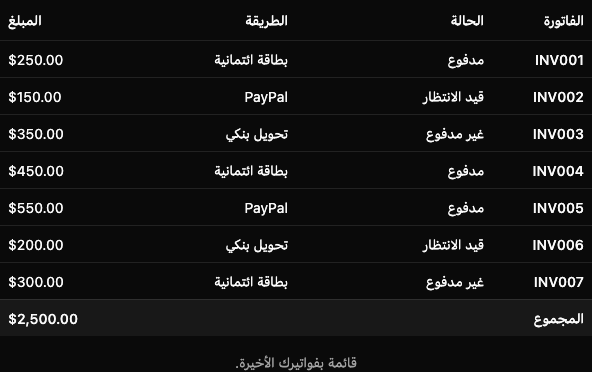 الفاتورة الحالة الطريقة المبلغ
INV001 مدفوع بطاقة ائتمانية $250.00
INV002 قيد الانتظار PayPal $150.00
INV003 غير مدفوع تحويل بنكي $350.00
INV004 مدفوع بطاقة ائتمانية $450.00
INV005 مدفوع PayPal $550.00
INV006 قيد الانتظار تحويل بنكي $200.00
INV007 غير مدفوع بطاقة ائتمانية $300.00
المجموع $2,500.00
قائمة بفواتيرك الأخيرة.